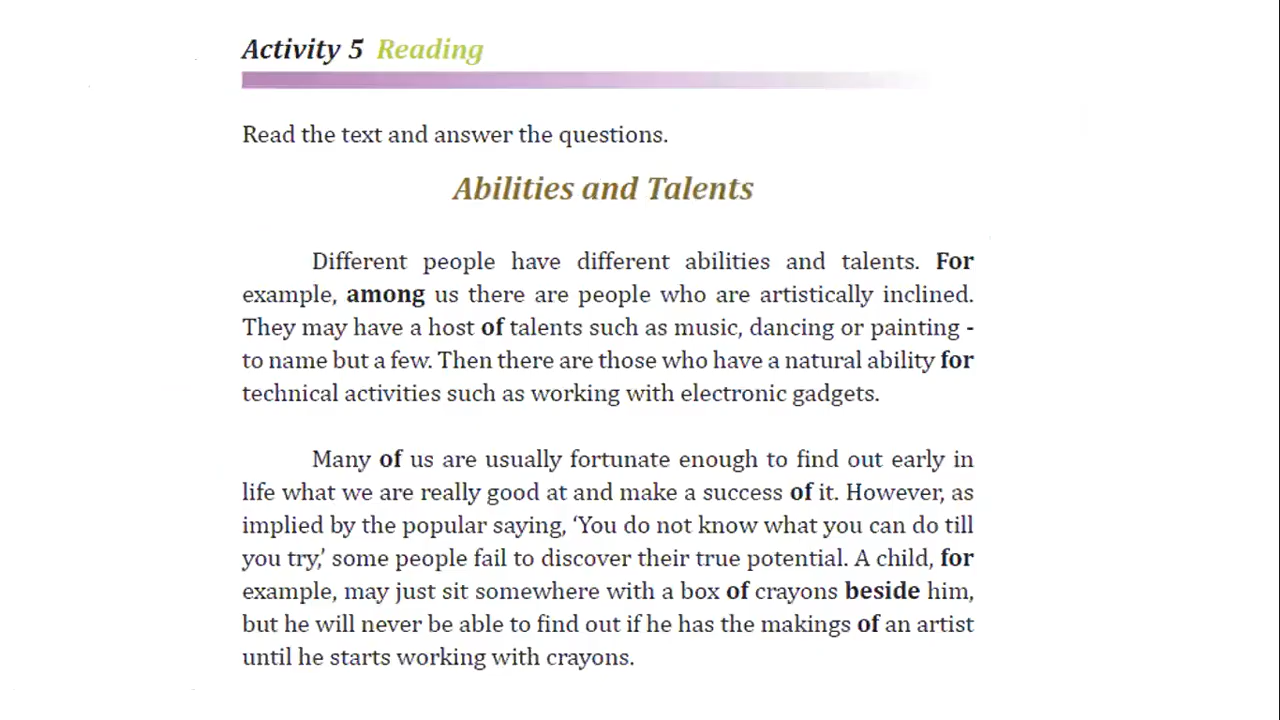 Activity 5 Reading
Read the text and answer the questions.
Abilities and Talents
Different people have different abilities and talents. For
example, among us there are people who are artistically inclined.
They may have a host of talents such as music, dancing or painting -
to name but a few. Then there are those who have a natural ability for
technical activities such as working with electronic gadgets.
Many of us are usually fortunate enough to find out early in
life what we are really good at and make a success of it. However, as
implied by the popular saying, ‘You do not know what you can do till
you try,’ some people fail to discover their true potential. A child, for
example, may just sit somewhere with a box of crayons beside him,
but he will never be able to find out if he has the makings of an artist
until he starts working with crayons.